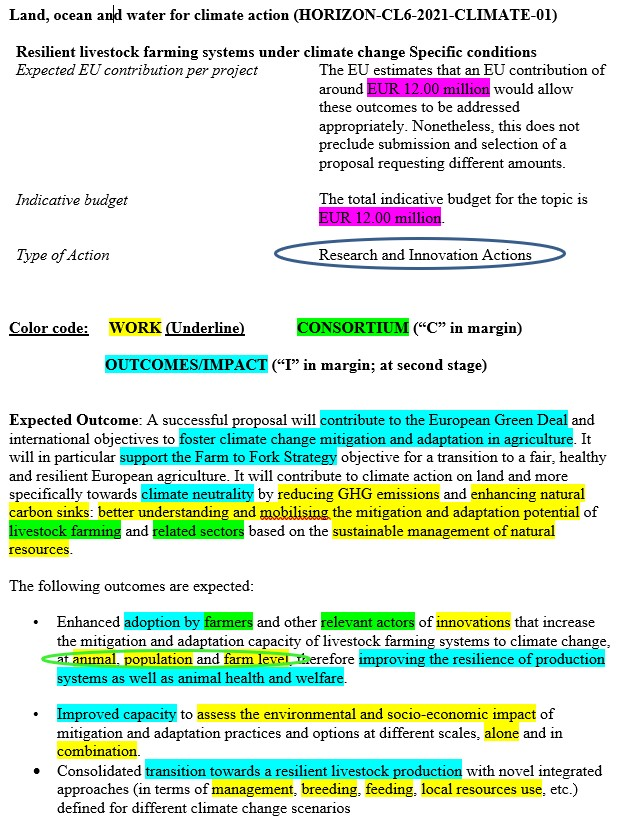 Land, ocean and water for climate action (HORIZON-CL6-2021-CLIMATE-01)
Resilient livestock farming systems under climate change Specific conditions
Expected EU contribution per project
The EU estimates that an EU contribution of
around EUR 12.00 million would allow
these outcomes to be addressed
appropriately. Nonetheless, this does not
preclude submission and selection of a
proposal requesting different amounts.
Indicative budget
The total indicative budget for the topic is
EUR 12.00 million.
Type of Action
Research and Innovation Actions
Color code: WORK (Underline) CONSORTIUM (“C” in margin)
OUTCOMES/IMPACT (“I” in margin; at second stage)
Expected Outcome: A successful proposal will contribute to the European Green Deal and
international objectives to foster climate change mitigation and adaptation in agriculture. It
will in particular support the Farm to Fork Strategy objective for a transition to a fair, healthy
and resilient European agriculture. It will contribute to climate action on land and more
specifically towards climate neutrality by reducing GHG emissions and enhancing natural
carbon sinks: better understanding and mobilising the mitigation and adaptation potential of
livestock farming and related sectors based on the sustainable management of natural
resources.
The following outcomes are expected:
• Enhanced adoption by farmers and other relevant actors of innovations that increase
the mitigation and adaptation capacity of livestock farming systems to climate change,
at animal, population and farm level, therefore improving the resilience of production
systems as well as animal health and welfare.
• Improved capacity to assess the environmental and socio-economic impact of
mitigation and adaptation practices and options at different scales, alone and in
combination.
• Consolidated transition towards a resilient livestock production with novel integrated
approaches (in terms of management, breeding, feeding, local resources use, etc.)
defined for different climate change scenarios